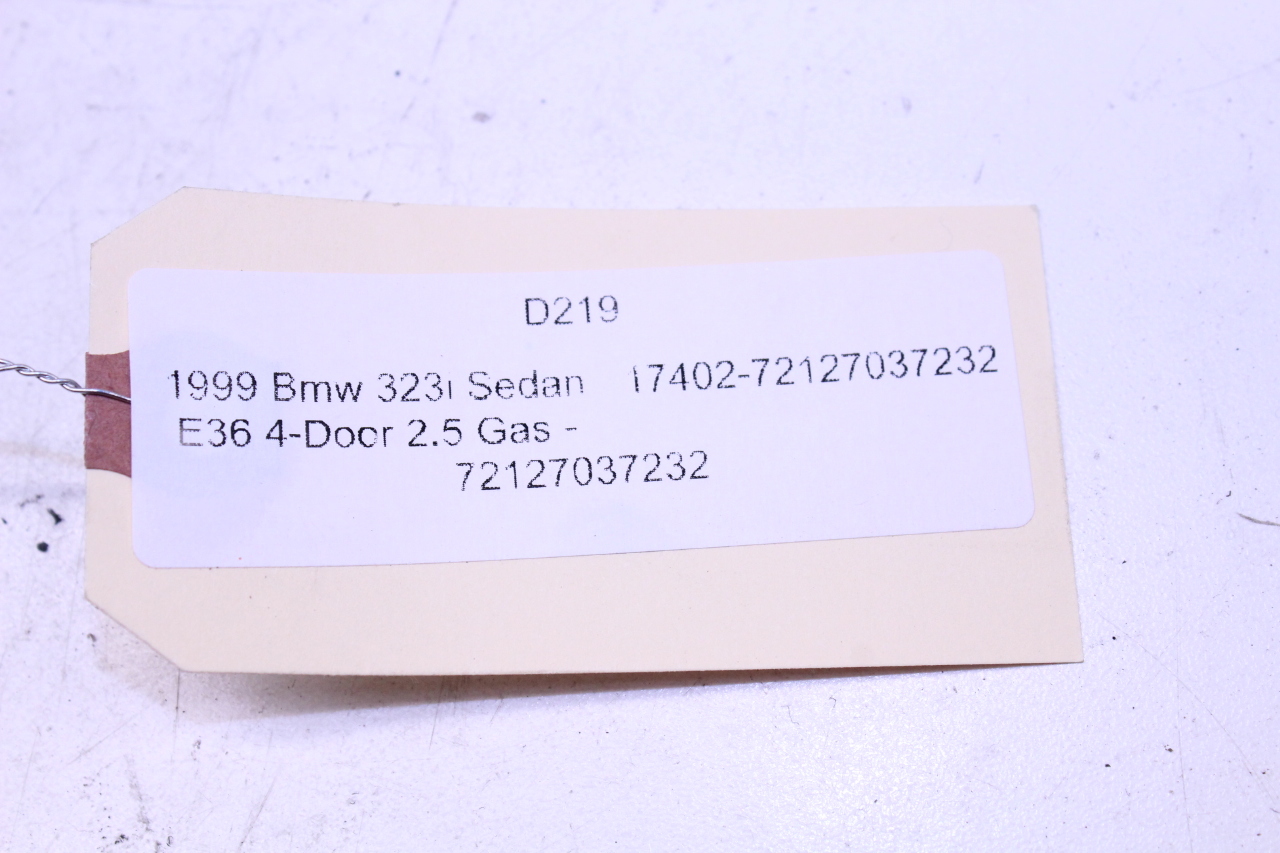 D219
1999 Bmw 323i Sedan 17402-72127037232
E36 4-Door 2.5 Gas -
72127037232